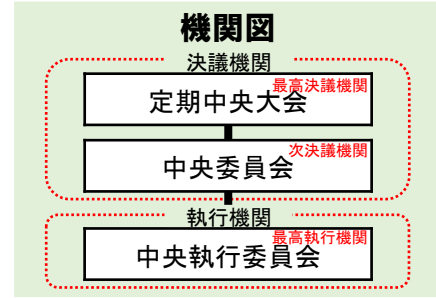 機関図
決議機関
最高決議機関
定期中央大会
次決議機関
中央委員会
執行機関
最高執行機関
中央執行委員会